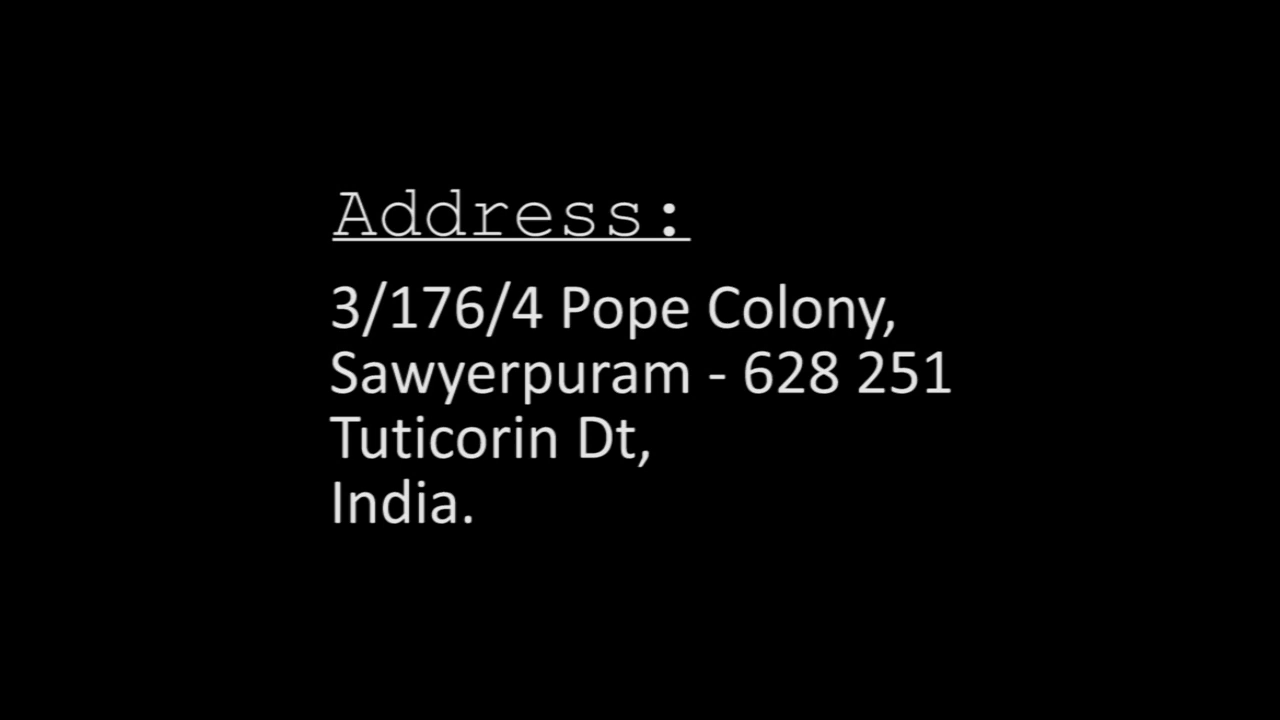 Address:
3/176/4 Pope Colony,
Sawyerpuram - 628 251
Tuticorin Dt,
India.